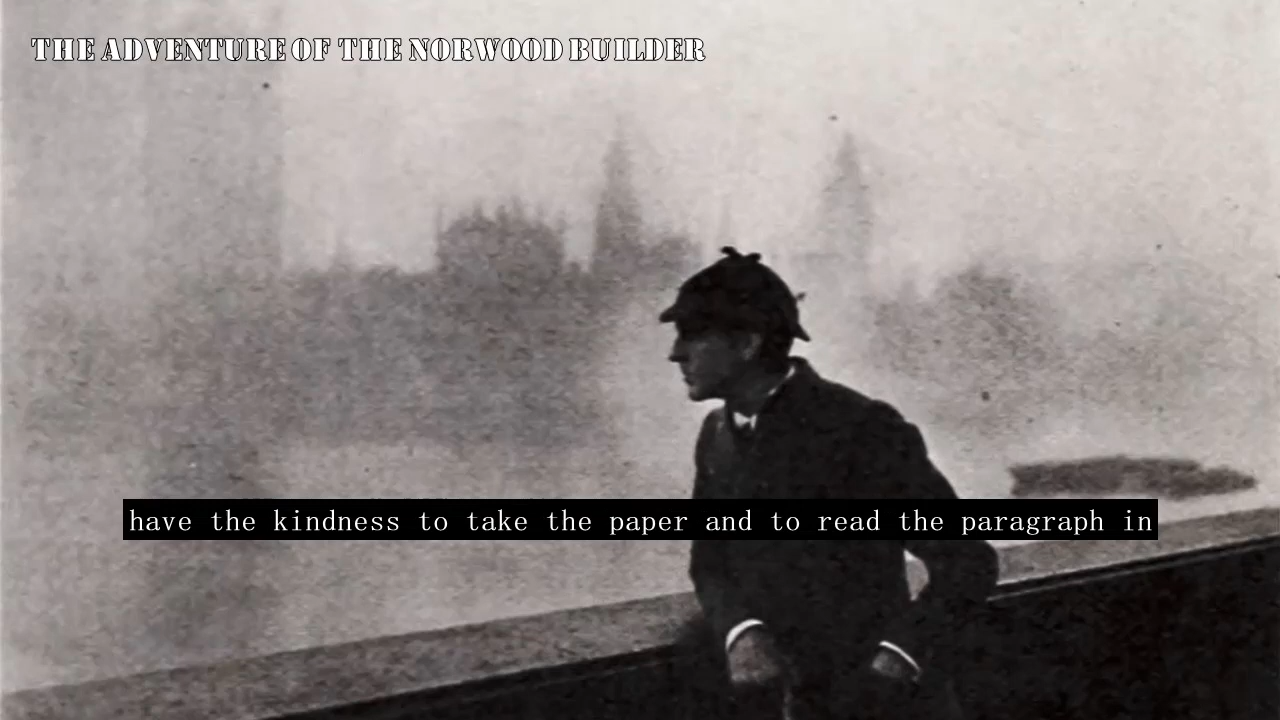 THE ADVENTURE OF THE NORWOOD BUILDER
have the kindness to take the paper and to read the paragraph in